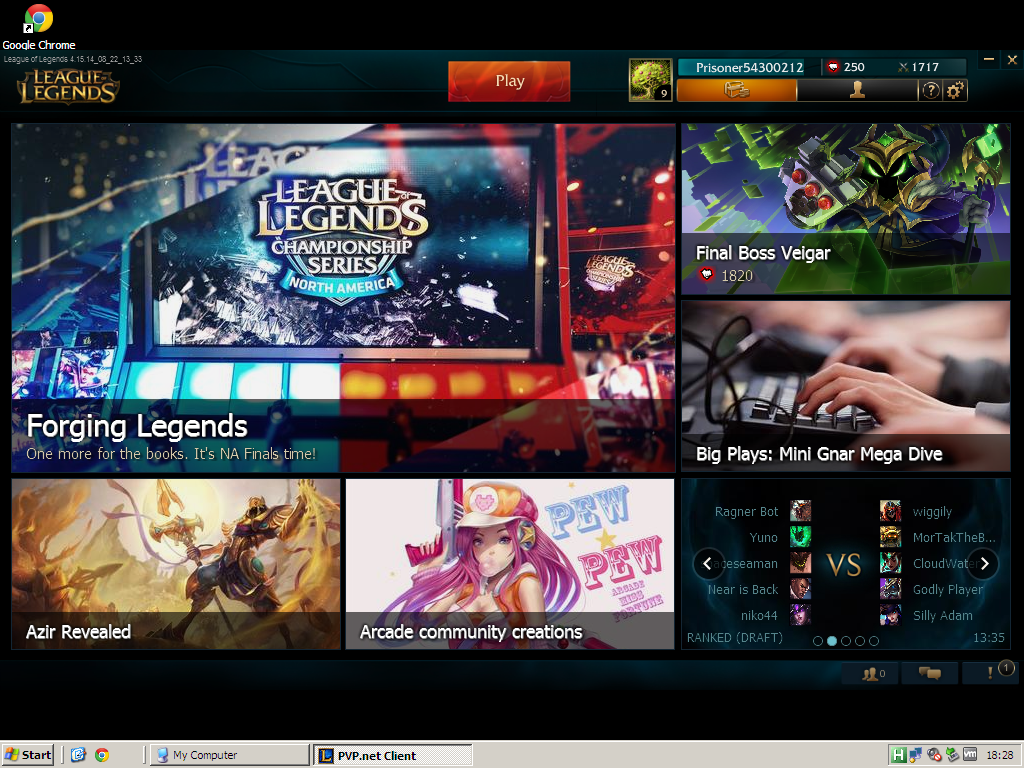 Google Chrome
League of Legends 4.15.14_08_22_13_33
LEAGUE of LEGENDS
Play
9
Prisoner54300212
250
1717
?
LEAGUE of LEGENDS
CHAMPIONSHIP
SERIES
NORTH AMERICA
LEAGUE of LEGENDS
Forging Legends
One more for the books. It's NA Finals time!
Final Boss Veigar
1820
Big Plays: Mini Gnar Mega Dive
Azir Revealed
PEW
PEW
ARCADE
MISS
FORTUNE
Arcade community creations
Ragner Bot
wiggily
Yuno
MorTakTheB...
VS
CloudWater
Near is Back
Godly Player
niko44
Silly Adam
RANKED (DRAFT)
13:35
0
!
1
Start
My Computer
L
PVP.net Client
H
vm
18:28